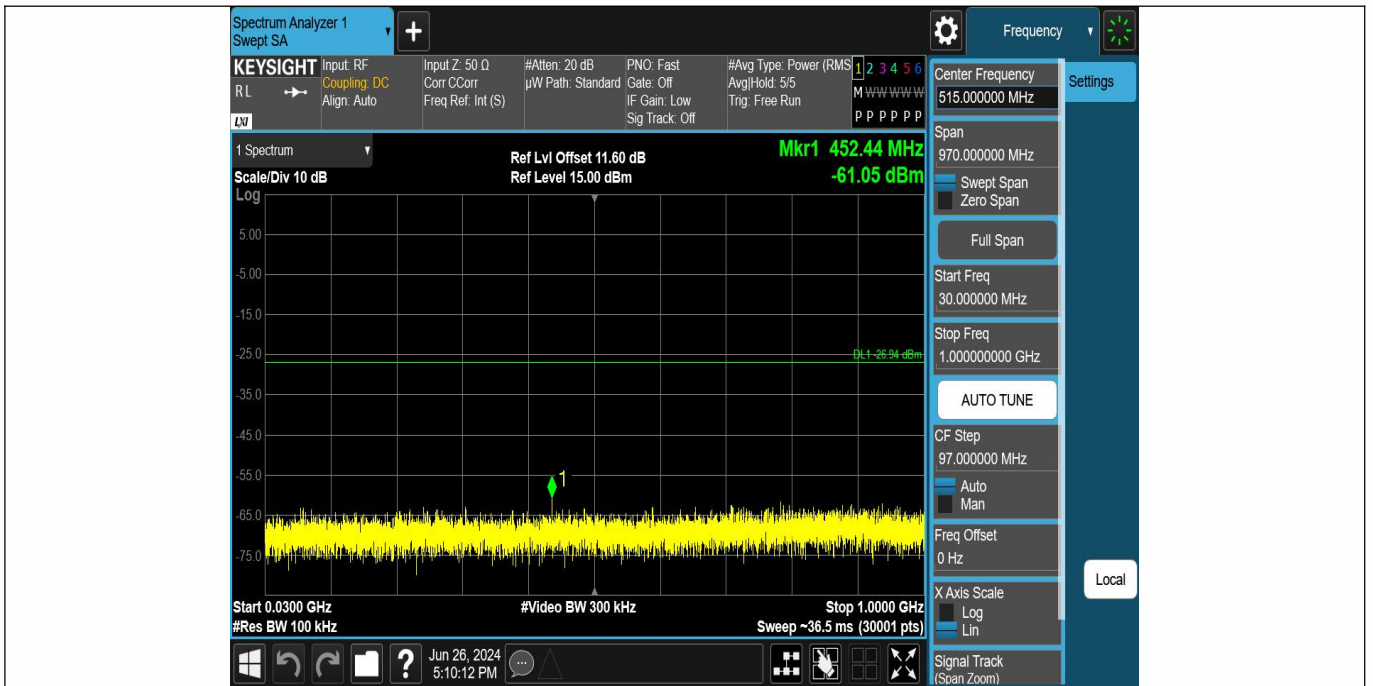 Spectrum Analyzer 1
Swept SA
+
Frequency
KEYSIGHT
RL
LXI
Input: RF
Coupling: DC
Align: Auto
Input Z: 50 Ω
Corr CCorr
Freq Ref: Int (S)
#Atten: 20 dB
µW Path: Standard
PNO: Fast
Gate: Off
IF Gain: Low
Sig Track: Off
#Avg Type: Power (RMS
Avg|Hold: 5/5
Trig: Free Run
1 2 3 4 5 6
M W W W W W
P P P P P P
1 Spectrum
Scale/Div 10 dB
Log
Ref Lvl Offset 11.60 dB
Ref Level 15.00 dBm
Mkr1 452.44 MHz
-61.05 dBm
5.00
-5.00
-15.0
-25.0
DL1 -26.94 dBm
-35.0
-45.0
-55.0
1
-65.0
-75.0
Start 0.0300 GHz
#Res BW 100 kHz
#Video BW 300 kHz
Stop 1.0000 GHz
Sweep ~36.5 ms (30001 pts)
Center Frequency
515.000000 MHz
Settings
Span
970.000000 MHz
Swept Span
Zero Span
Full Span
Start Freq
30.000000 MHz
Stop Freq
1.000000000 GHz
AUTO TUNE
CF Step
97.000000 MHz
Auto
Man
Freq Offset
0 Hz
X Axis Scale
Log
Lin
Signal Track
(Span Zoom)
Local
?
Jun 26, 2024
5:10:12 PM